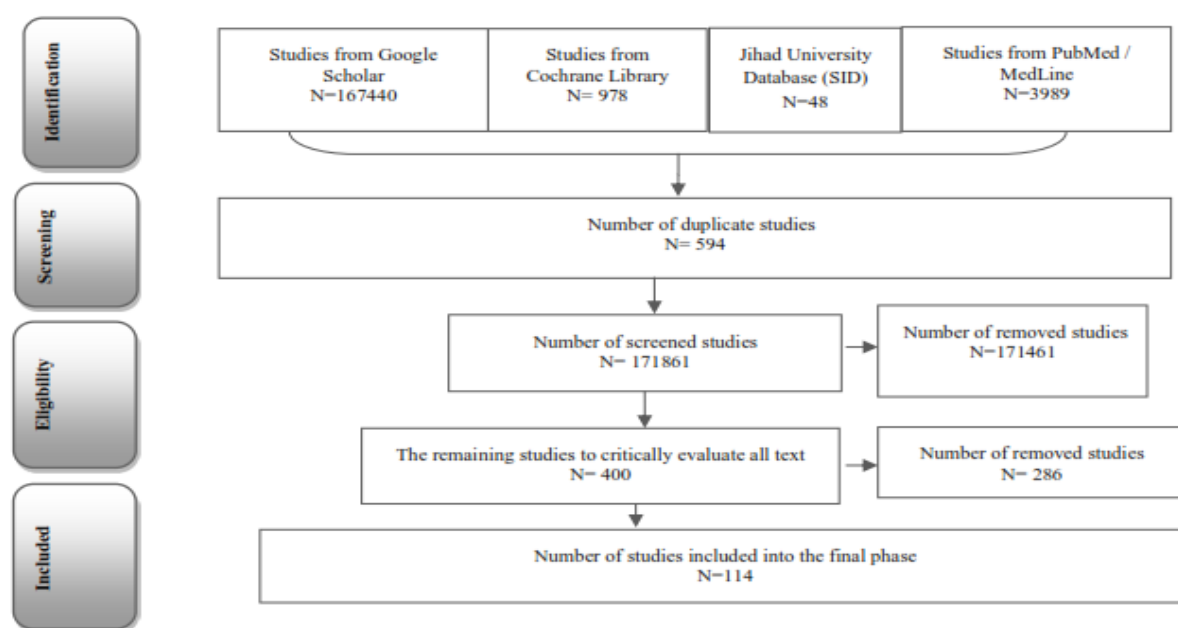 Identification
Studies from Google
Scholar
N=167440
Studies from
Cochrane Library
N= 978
Jihad University
Database (SID)
N=48
Studies from PubMed /
MedLine
N=3989
Screening
Number of duplicate studies
N= 594
Eligibility
Number of screened studies
N= 171861
Number of removed studies
N=171461
The remaining studies to critically evaluate all text
N= 400
Number of removed studies
N= 286
Included
Number of studies included into the final phase
N=114